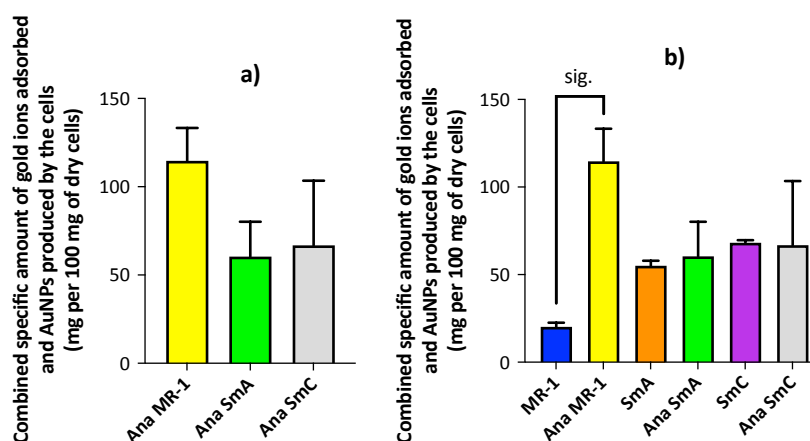 a)
Combined specific amount of gold ions adsorbed
and AuNPs produced by the cells
(mg per 100 mg of dry cells)
150
100
50
0
Ana MR-1
Ana SmA
Ana SmC
b)
sig.
Combined specific amount of gold ions adsorbed
and AuNPs produced by the cells
(mg per 100 mg of dry cells)
150
100
50
0
MR-1
Ana MR-1
SmA
Ana SmA
SmC
Ana SmC